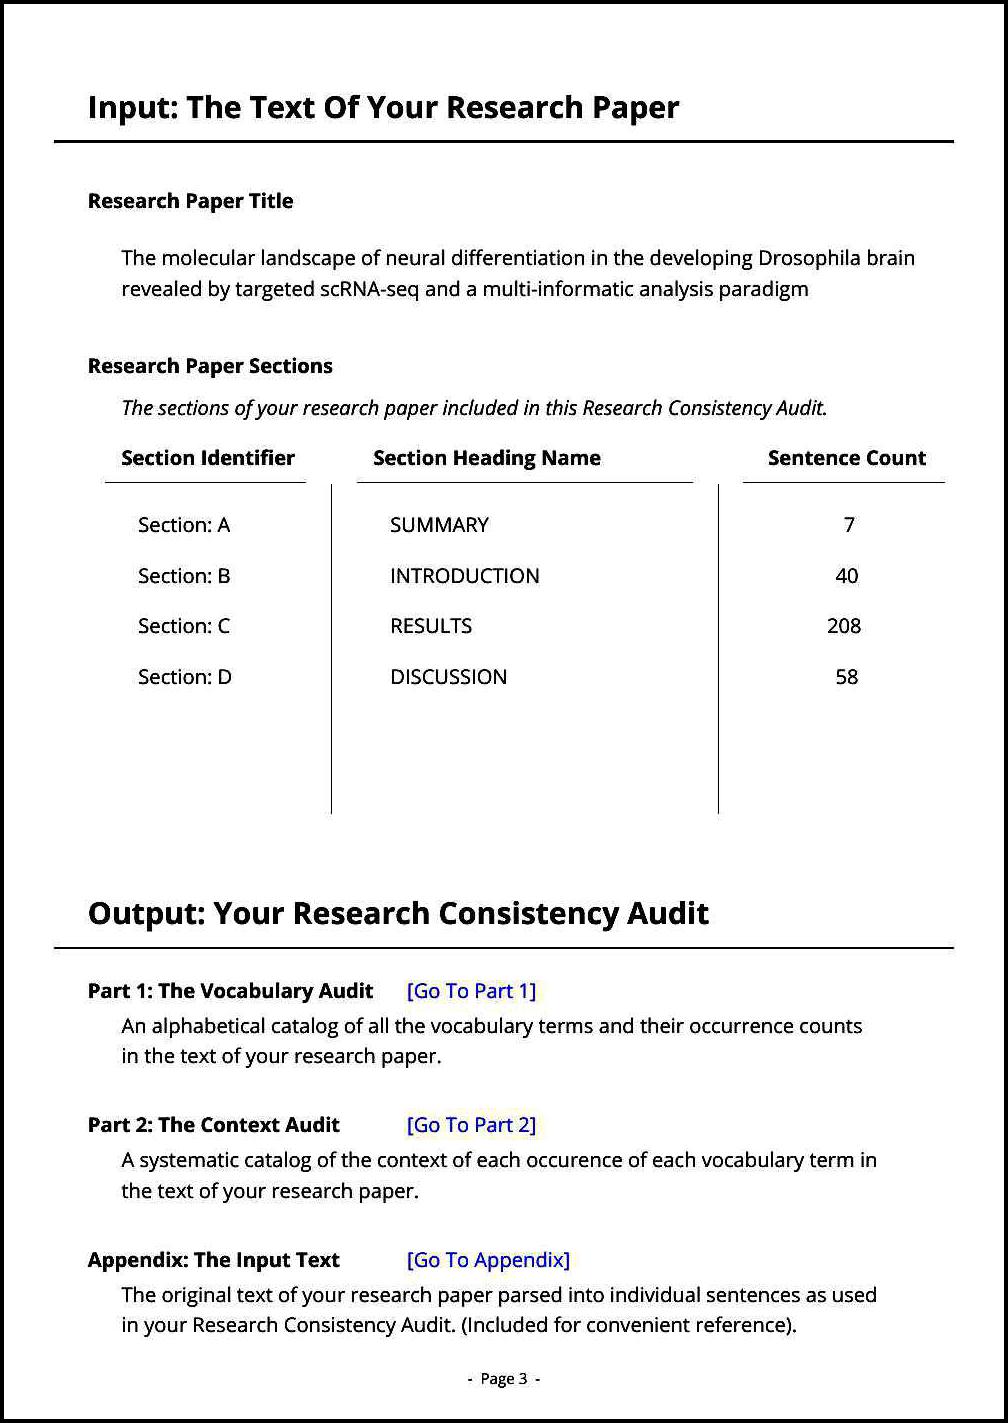 Input: The Text Of Your Research Paper
Research Paper Title
The molecular landscape of neural differentiation in the developing Drosophila brain
revealed by targeted scRNA-seq and a multi-informatic analysis paradigm
Research Paper Sections
The sections of your research paper included in this Research Consistency Audit.
Section Identifier Section Heading Name Sentence Count
Section: A SUMMARY 7
Section: B INTRODUCTION 40
Section: C RESULTS 208
Section: D DISCUSSION 58
Output: Your Research Consistency Audit
Part 1: The Vocabulary Audit [Go To Part 1]
An alphabetical catalog of all the vocabulary terms and their occurrence counts
in the text of your research paper.
Part 2: The Context Audit [Go To Part 2]
A systematic catalog of the context of each occurence of each vocabulary term in
the text of your research paper.
Appendix: The Input Text [Go To Appendix]
The original text of your research paper parsed into individual sentences as used
in your Research Consistency Audit. (Included for convenient reference).
- Page 3 -